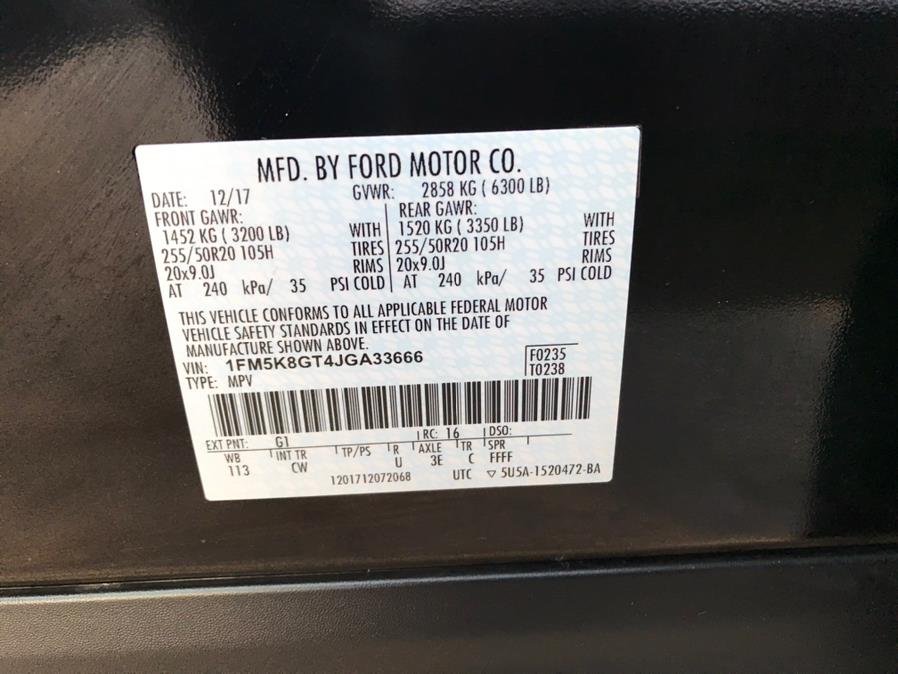 MFD. BY FORD MOTOR CO.
DATE: 12/17 GVWR: 2858 KG ( 6300 LB)
FRONT GAWR: REAR GAWR:
1452 KG ( 3200 LB) WITH 1520 KG ( 3350 LB) WITH
255/50R20 105H TIRES 255/50R20 105H TIRES
20x9.0J RIMS 20x9.0J RIMS
AT 240 kPa/ 35 PSI COLD AT 240 kPa/ 35 PSI COLD
THIS VEHICLE CONFORMS TO ALL APPLICABLE FEDERAL MOTOR
VEHICLE SAFETY STANDARDS IN EFFECT ON THE DATE OF
MANUFACTURE SHOWN ABOVE.
VIN: 1FM5K8GT4JGA33666 F0235
TYPE: MPV T0238
EXT PNT: G1 RC: 16 DSO:
WB INT TR TP/PS R AXLE TR SPR
113 CW U 3E C FFFF
1201712072068 UTC ▽ 5U5A-1520472-BA